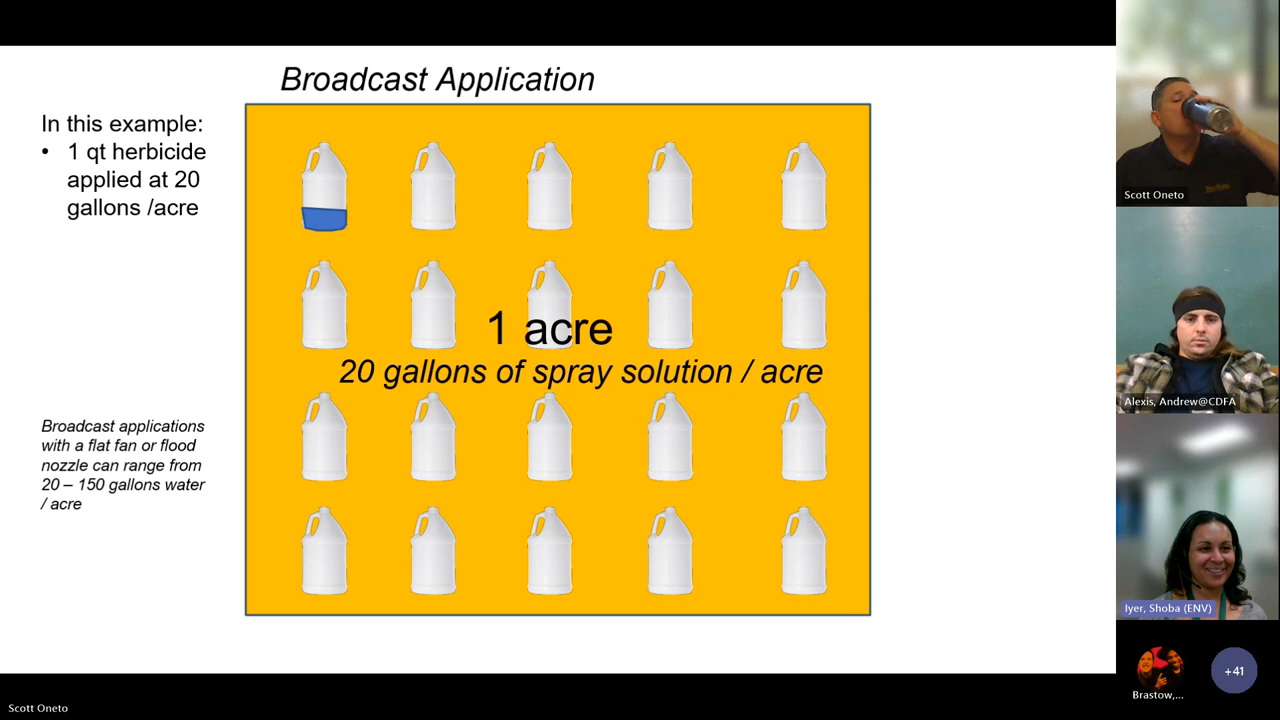 Broadcast Application
In this example:
• 1 qt herbicide
applied at 20
gallons /acre
1 acre
20 gallons of spray solution / acre
Broadcast applications
with a flat fan or flood
nozzle can range from
20 – 150 gallons water
/ acre
Scott Oneto
Alexis, Andrew@CDFA
Iyer, Shoba (ENV)
Brastow,...
+41
Scott Oneto